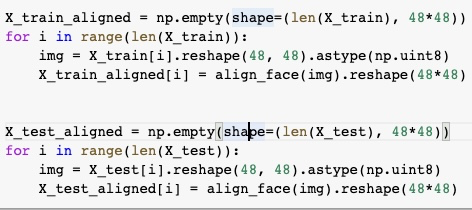 X_train_aligned = np.empty(shape=(len(X_train), 48*48))
for i in range(len(X_train)):
    img = X_train[i].reshape(48, 48).astype(np.uint8)
    X_train_aligned[i] = align_face(img).reshape(48*48)
X_test_aligned = np.empty(shape=(len(X_test), 48*48))
for i in range(len(X_test)):
    img = X_test[i].reshape(48, 48).astype(np.uint8)
    X_test_aligned[i] = align_face(img).reshape(48*48)